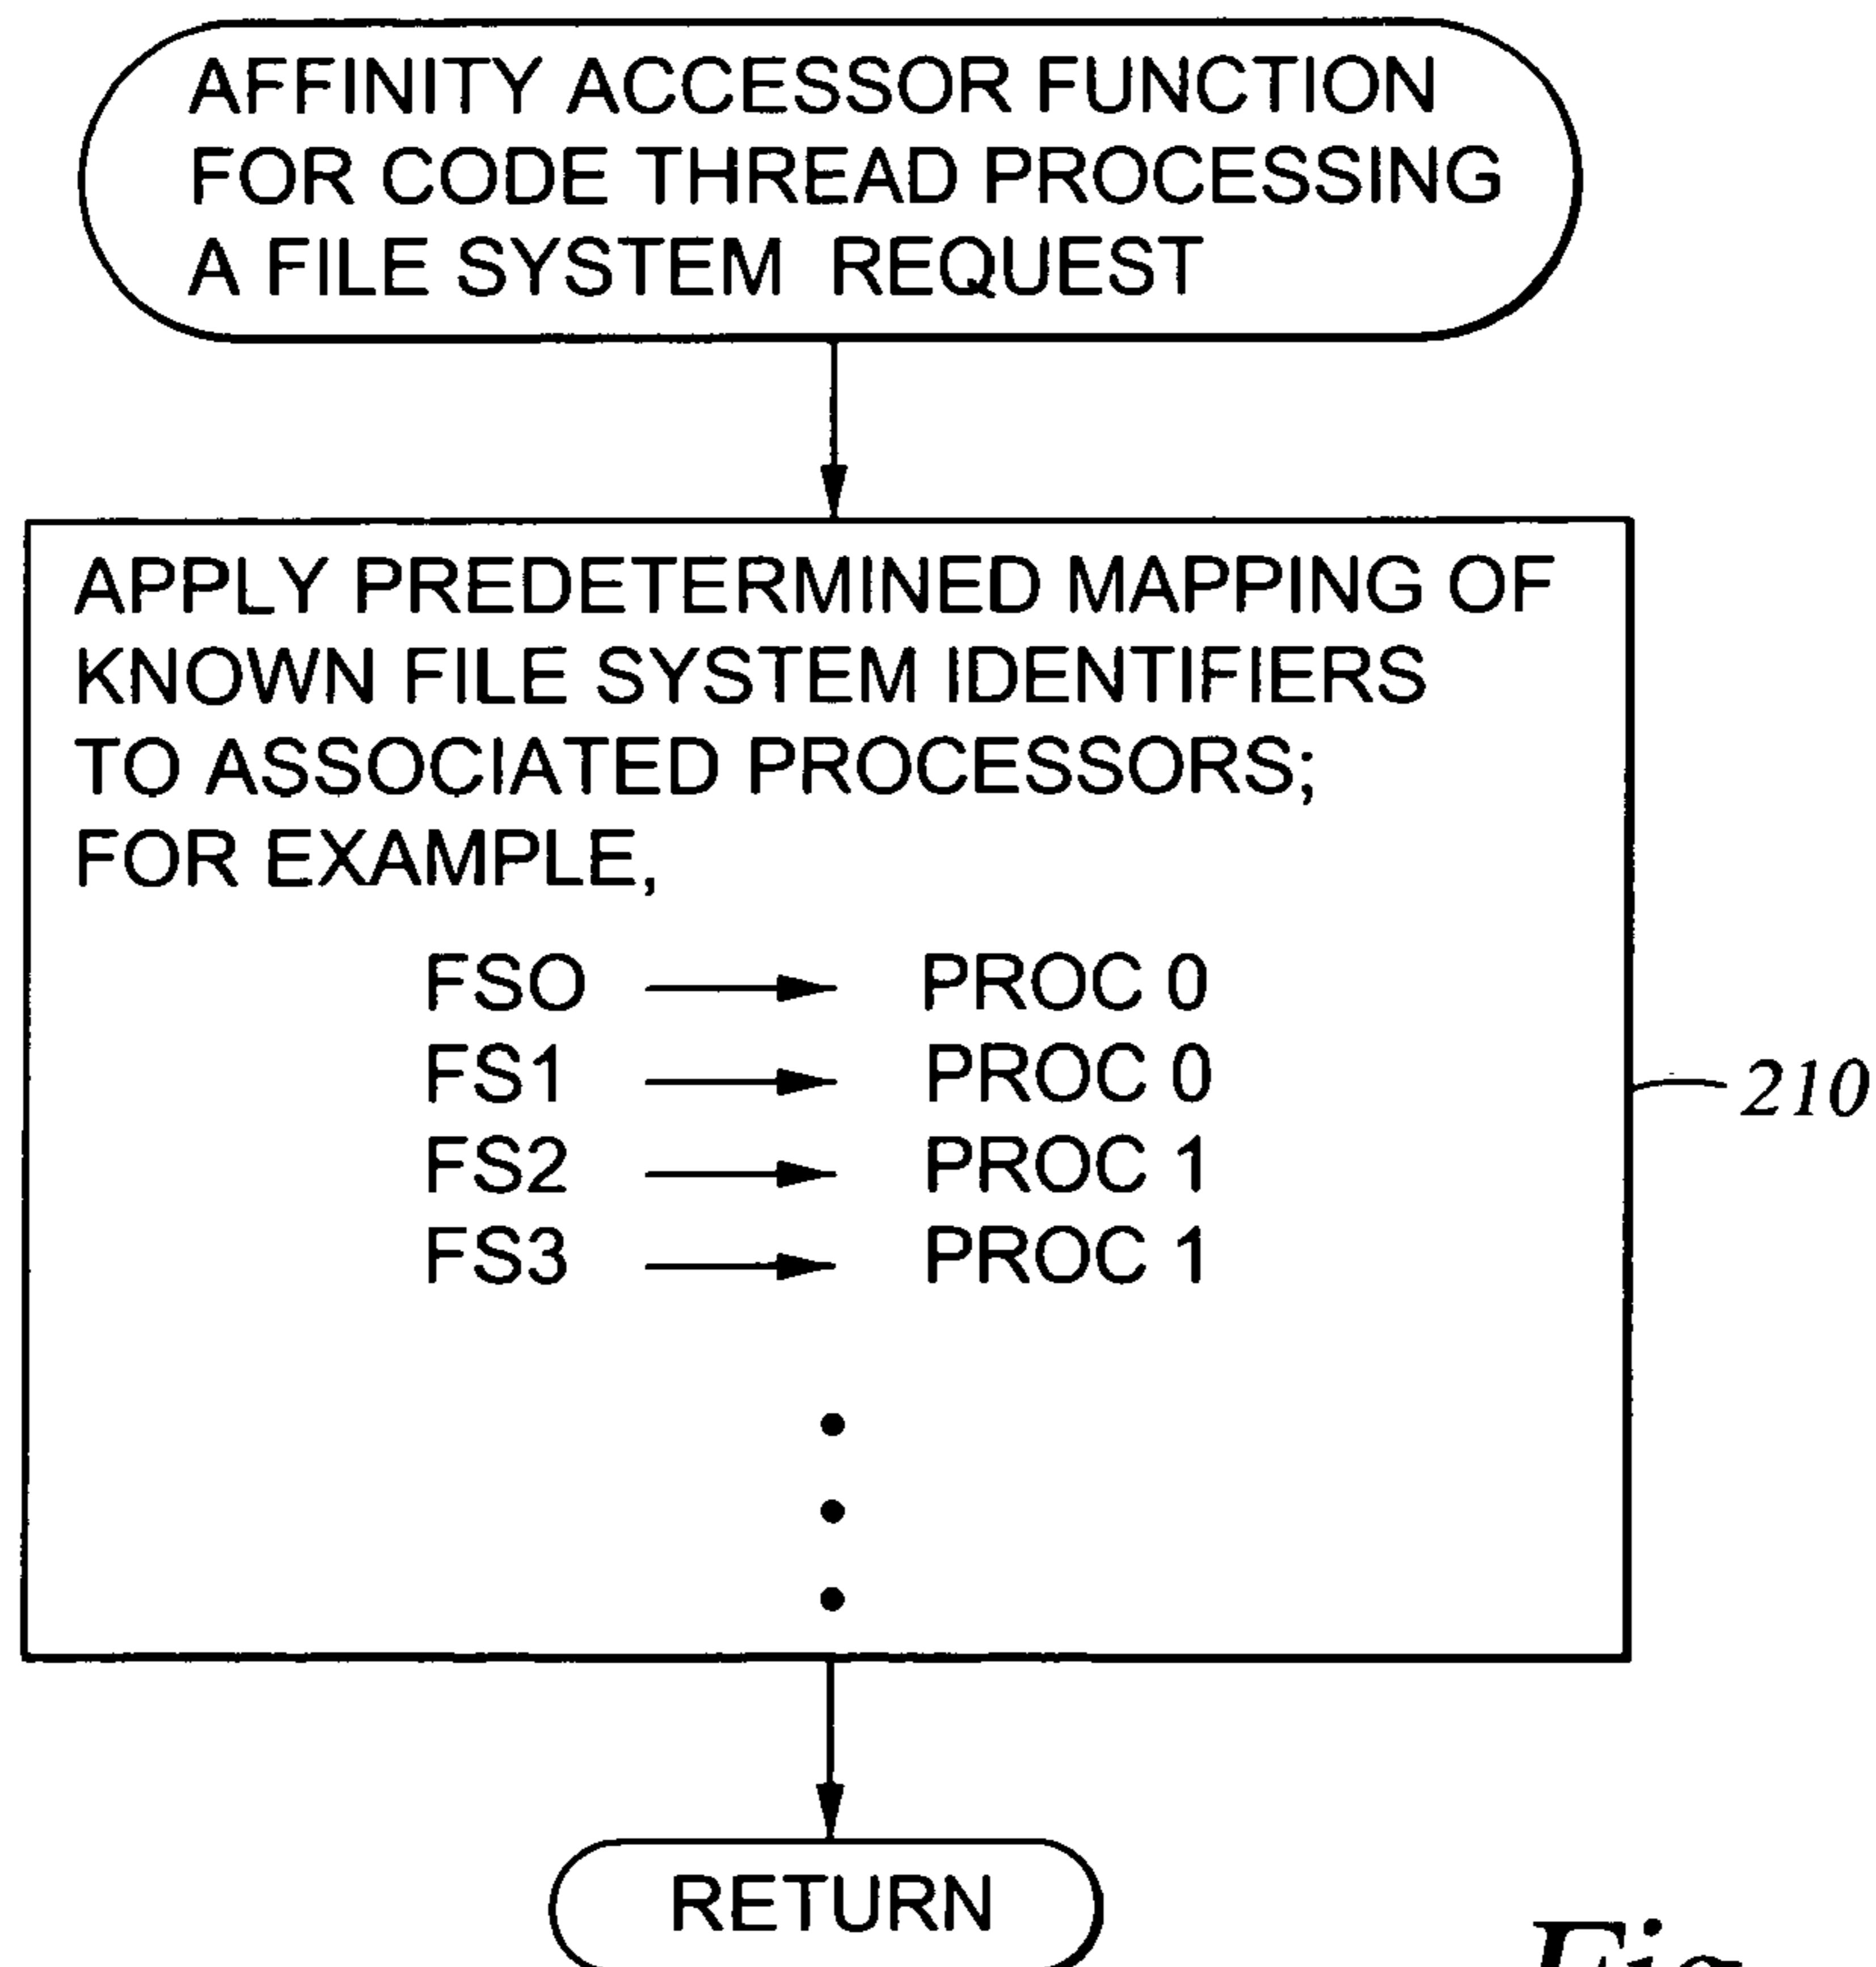 AFFINITY ACCESSOR FUNCTION
FOR CODE THREAD PROCESSING
A FILE SYSTEM REQUEST
APPLY PREDETERMINED MAPPING OF
KNOWN FILE SYSTEM IDENTIFIERS
TO ASSOCIATED PROCESSORS;
FOR EXAMPLE,
FSO → PROC 0
FS1 → PROC 0
FS2 → PROC 1
FS3 → PROC 1
210
RETURN